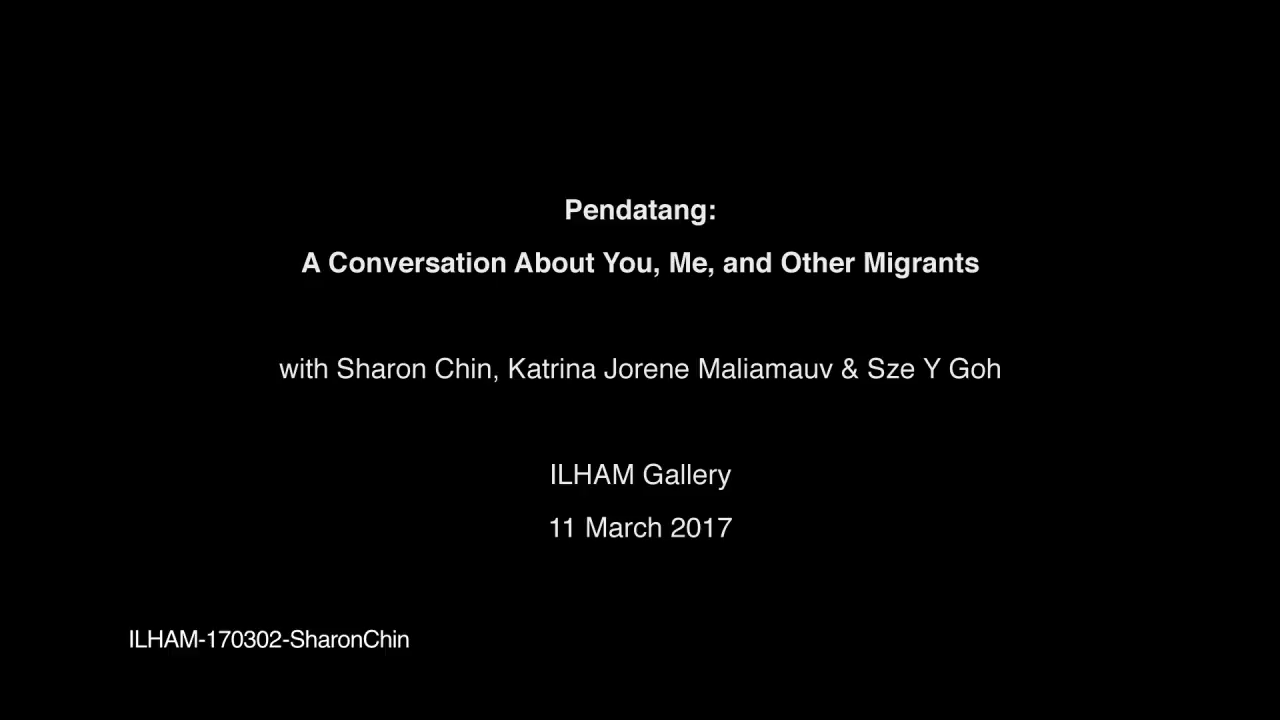 Pendatang:
A Conversation About You, Me, and Other Migrants
with Sharon Chin, Katrina Jorene Maliamauv & Sze Y Goh
ILHAM Gallery
11 March 2017
ILHAM-170302-SharonChin